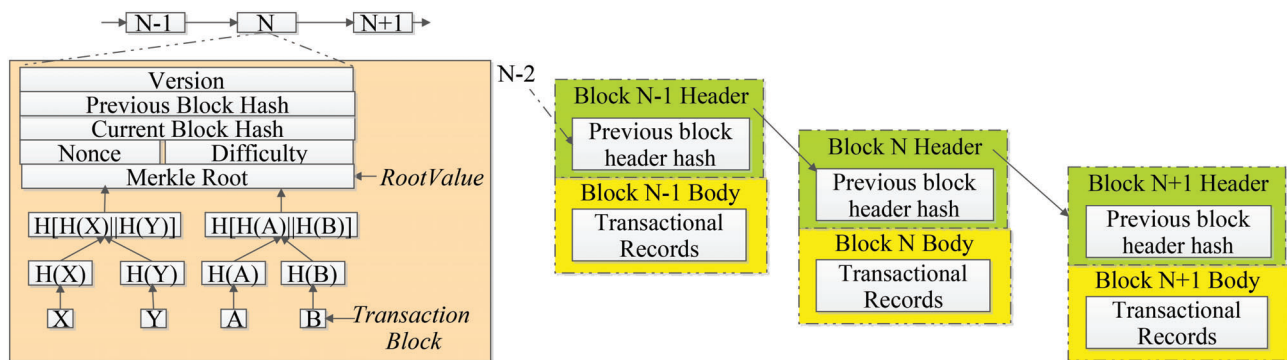 N-1 N N+1
Version
Previous Block Hash
Current Block Hash
Nonce Difficulty
Merkle Root
RootValue
H[H(X)||H(Y)] H[H(A)||H(B)]
H(X) H(Y) H(A) H(B)
X Y A B
Transaction
Block
N-2
Block N-1 Header
Previous block
header hash
Block N-1 Body
Transactional
Records
Block N Header
Previous block
header hash
Block N Body
Transactional
Records
Block N+1 Header
Previous block
header hash
Block N+1 Body
Transactional
Records